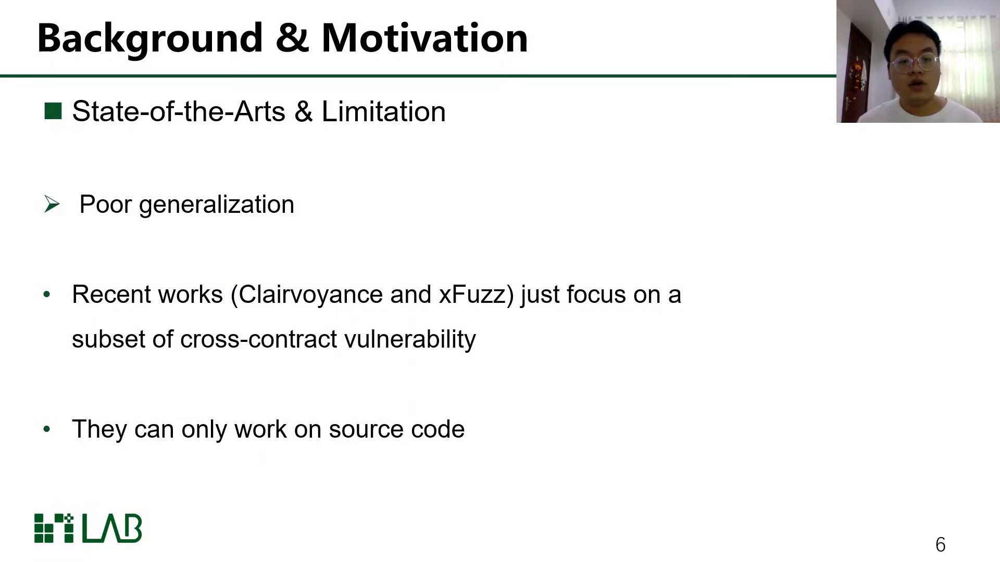 Background & Motivation
State-of-the-Arts & Limitation
Poor generalization
Recent works (Clairvoyance and xFuzz) just focus on a
subset of cross-contract vulnerability
They can only work on source code
LAB
6